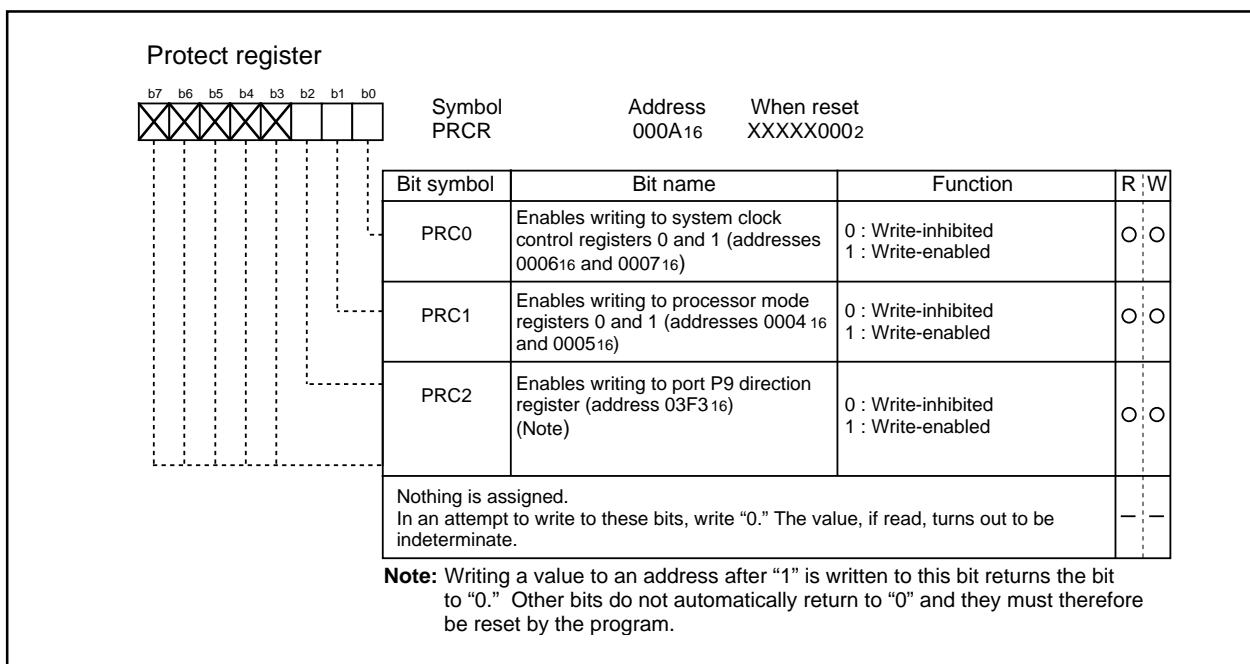 Protect register
b7 b6 b5 b4 b3 b2 b1 b0
Symbol Address When reset
PRCR 000A16 XXXXX0002
Bit symbol Bit name Function R W
PRC0
Enables writing to system clock
control registers 0 and 1 (addresses
000616 and 000716)
0 : Write-inhibited
1 : Write-enabled
PRC1
Enables writing to processor mode
registers 0 and 1 (addresses 0004 16
and 000516)
0 : Write-inhibited
1 : Write-enabled
PRC2
Enables writing to port P9 direction
register (address 03F3 16)
(Note)
0 : Write-inhibited
1 : Write-enabled
Nothing is assigned.
In an attempt to write to these bits, write “0.” The value, if read, turns out to be
indeterminate.
Note: Writing a value to an address after “1” is written to this bit returns the bit
to “0.” Other bits do not automatically return to “0” and they must therefore
be reset by the program.